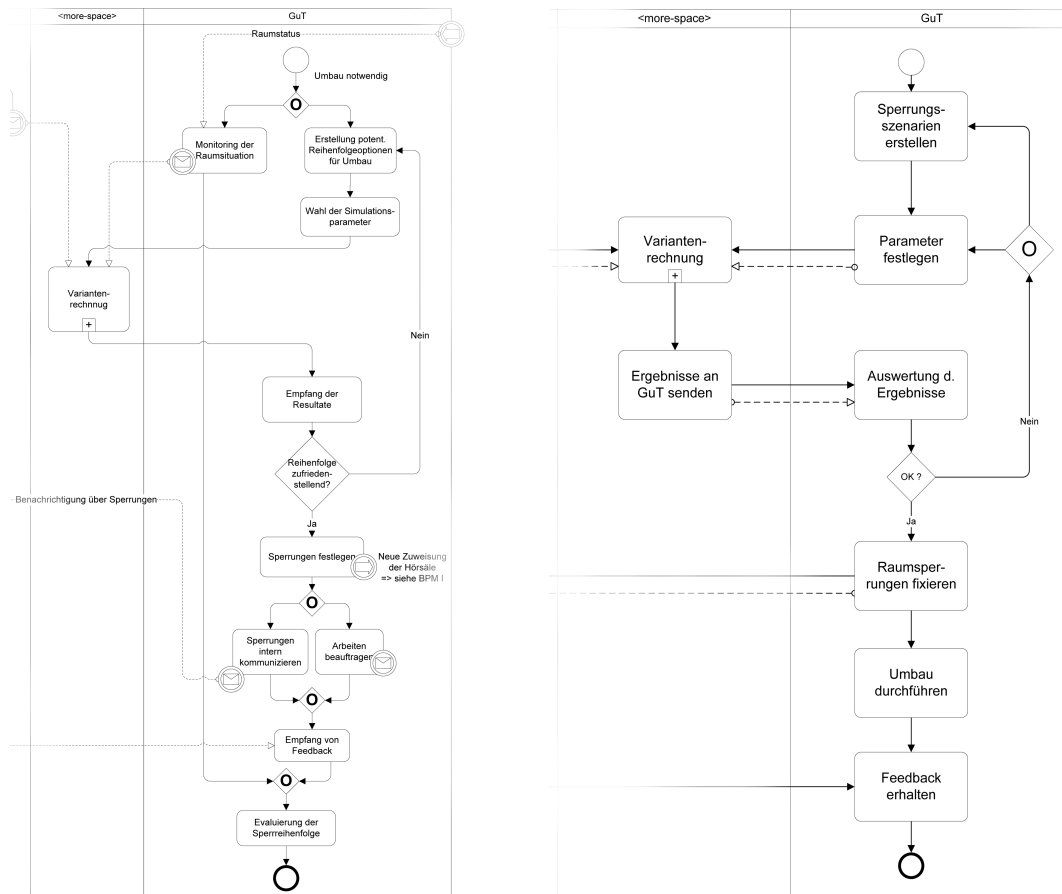 <more-space>
GuT
Raumstatus
Umbau notwendig
O
Monitoring der
Raumsituation
Erstellung potent.
Reihenfolgeoptionen
für Umbau
Wahl der Simulations-
parameter
Varianten-
rechnnug
+
Nein
Empfang der
Resultate
Reihenfolge
zufrieden-
stellend?
Benachrichtigung über Sperrungen
Ja
Sperrungen festlegen
Neue Zuweisung
der Hörsäle
=> siehe BPM I
O
Sperrungen
intern
kommunizieren
Arbeiten
beauftragen
O
Empfang von
Feedback
O
Evaluierung der
Sperrreihenfolge
<more-space>
GuT
Sperrungs-
szenarien
erstellen
Varianten-
rechnung
+
Parameter
festlegen
O
Ergebnisse an
GuT senden
Auswertung d.
Ergebnisse
Nein
OK ?
Ja
Raumsper-
rungen fixieren
Umbau
durchführen
Feedback
erhalten